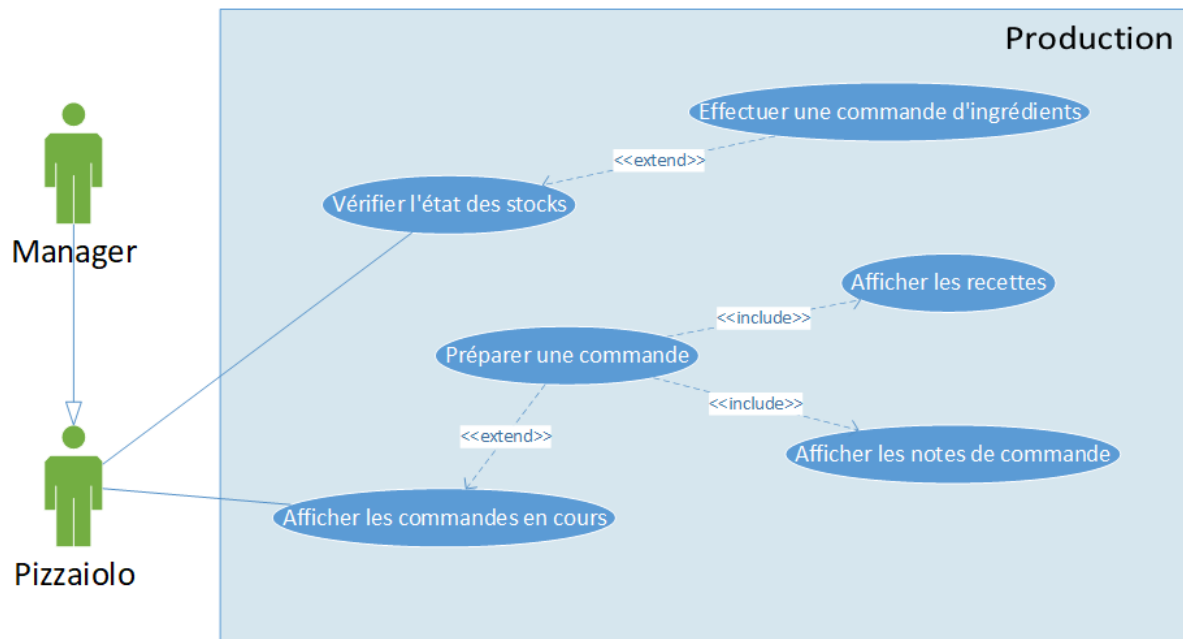 Production
Effectuer une commande d'ingrédients
<<extend>>
Vérifier l'état des stocks
Manager
Afficher les recettes
<<include>>
Préparer une commande
<<include>>
<<extend>>
Afficher les notes de commande
Afficher les commandes en cours
Pizzaiolo